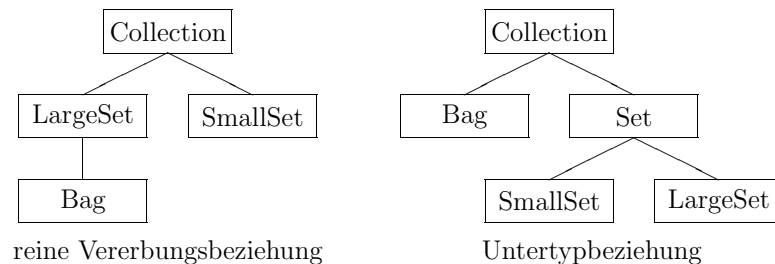 Collection
LargeSet
SmallSet
Bag
reine Vererbungsbeziehung
Collection
Bag
Set
SmallSet
LargeSet
Untertypbeziehung